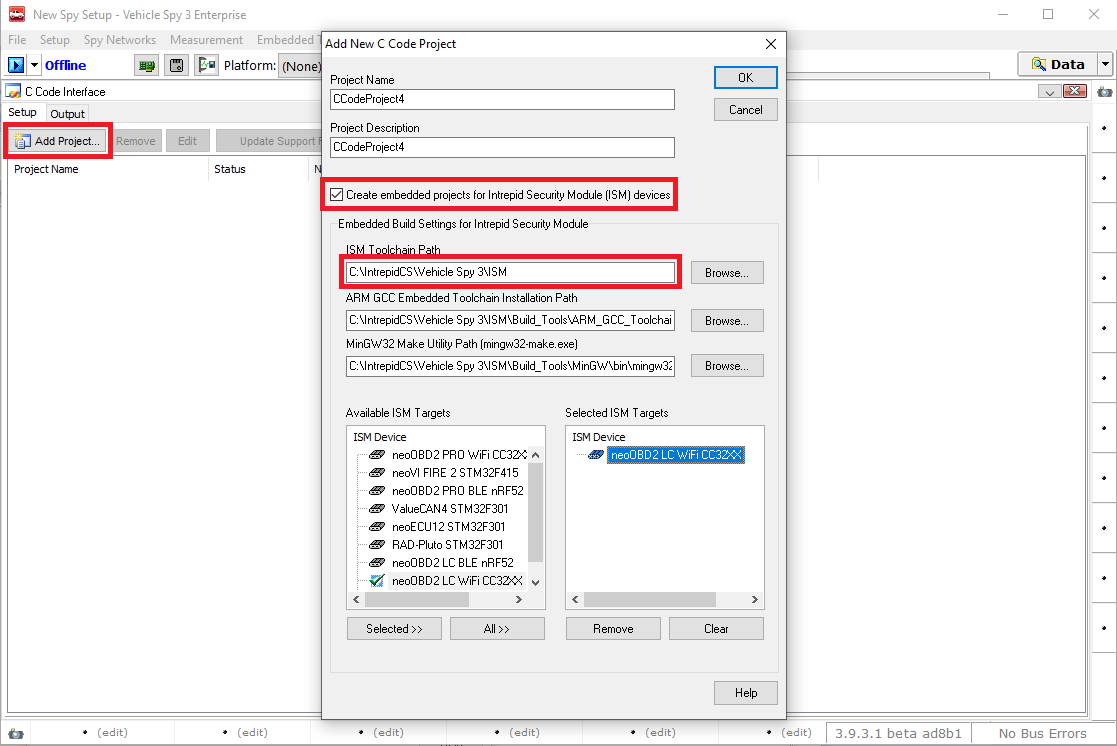 New Spy Setup - Vehicle Spy 3 Enterprise
File Setup Spy Networks Measurement Embedded
Offline Platform: (None) Data
C Code Interface
Setup Output
Add Project... Remove Edit Update Support
Project Name Status
Add New C Code Project
Project Name
CCodeProject4
OK
Project Description
CCodeProject4
Cancel
Create embedded projects for Intrepid Security Module (ISM) devices
Embedded Build Settings for Intrepid Security Module
ISM Toolchain Path
C:\IntrepidCS\Vehicle Spy 3\ISM Browse...
ARM GCC Embedded Toolchain Installation Path
C:\IntrepidCS\Vehicle Spy 3\ISM\Build_Tools\ARM_GCC_Toolchai Browse...
MinGW32 Make Utility Path (mingw32-make.exe)
C:\IntrepidCS\Vehicle Spy 3\ISM\Build_Tools\MinGW\bin\mingw32 Browse...
Available ISM Targets
ISM Device
neoOBD2 PRO WiFi CC32XX
neoVI FIRE 2 STM32F415
neoOBD2 PRO BLE nRF52
ValueCAN4 STM32F301
neoECU12 STM32F301
RAD-Pluto STM32F301
neoOBD2 LC BLE nRF52
neoOBD2 LC WiFi CC32XX
Selected >> All >>
Selected ISM Targets
ISM Device
neoOBD2 LC WiFi CC32XX
Remove Clear
Help
(edit) (edit) (edit) (edit) (edit) (edit) 3.9.3.1 beta ad8b1 No Bus Errors